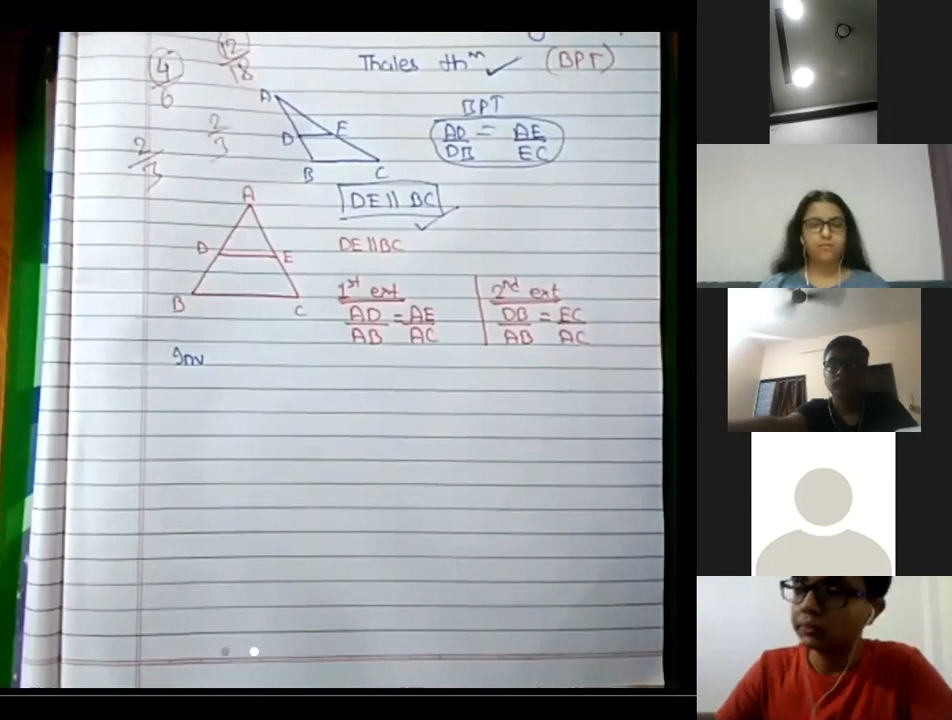 Thales thm ✓ (BPT)
4/6 12/18
2/3 2/3
A
D E
B C
BPT
AD/DB = AE/EC
DE || BC ✓
A
D E
B C
DE || BC
1st ext
AD/AB = AE/AC
2nd ext
DB/AB = EC/AC
Inv